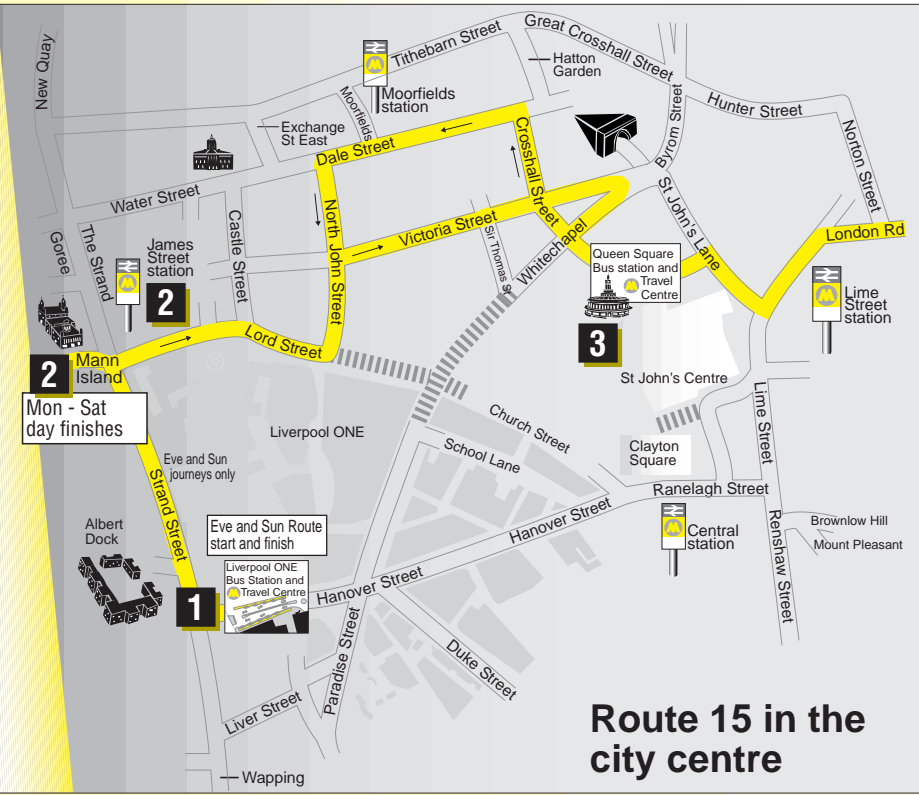 New Quay
Tithebarn Street
Great Crosshall Street
Hatton
Garden
Hunter Street
Norton Street
Byrom Street
Moorfields
station
Moorfields
Exchange
St East
Dale Street
Crosshall Street
Water Street
Castle Street
North John Street
Victoria Street
Sir Thomas St
Whitechapel
St John's Lane
London Rd
Goree
The Strand
James
Street
station
2
Queen Square
Bus station and
Travel
Centre
3
Lime
Street
station
Lord Street
2
Mann
Island
Mon - Sat
day finishes
St John's Centre
Lime Street
Liverpool ONE
Church Street
School Lane
Clayton
Square
Eve and Sun
journeys only
Strand Street
Ranelagh Street
Hanover Street
Central
station
Renshaw Street
Brownlow Hill
Mount Pleasant
Albert
Dock
Eve and Sun Route
start and finish
Liverpool ONE
Bus Station and
Travel Centre
1
Hanover Street
Paradise Street
Duke Street
Liver Street
Wapping
Route 15 in the
city centre